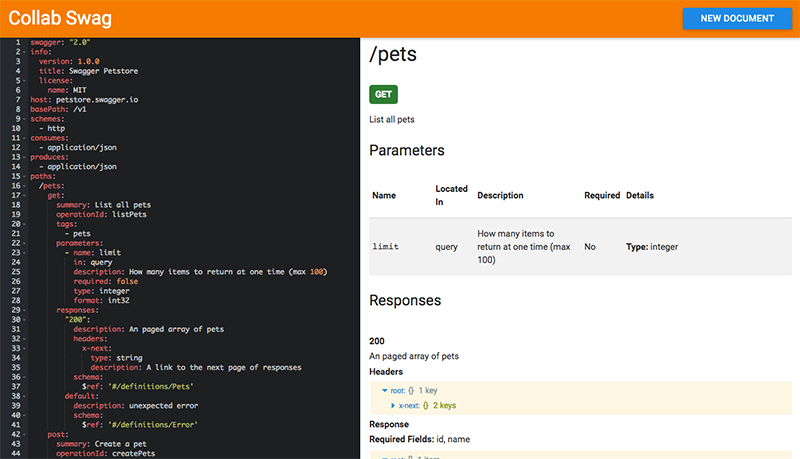 Collab Swag
NEW DOCUMENT
1 swagger: "2.0"
2 info:
3 version: 1.0.0
4 title: Swagger Petstore
5 license:
6 name: MIT
7 host: petstore.swagger.io
8 basePath: /v1
9 schemes:
10 - http
11 consumes:
12 - application/json
13 produces:
14 - application/json
15 paths:
16 /pets:
17 get:
18 summary: List all pets
19 operationId: listPets
20 tags:
21 - pets
22 parameters:
23 - name: limit
24 in: query
25 description: How many items to return at one time (max 100)
26 required: false
27 type: integer
28 format: int32
29 responses:
30 "200":
31 description: An paged array of pets
32 headers:
33 x-next:
34 type: string
35 description: A link to the next page of responses
36 schema:
37 $ref: '#/definitions/Pets'
38 default:
39 description: unexpected error
40 schema:
41 $ref: '#/definitions/Error'
42 post:
43 summary: Create a pet
44 operationId: createPets
/pets
GET
List all pets
Parameters
Name Located In Description Required Details
limit query How many items to return at one time (max 100) No Type: integer
Responses
200
An paged array of pets
Headers
root: {} 1 key
x-next: {} 2 keys
Response
Required Fields: id, name